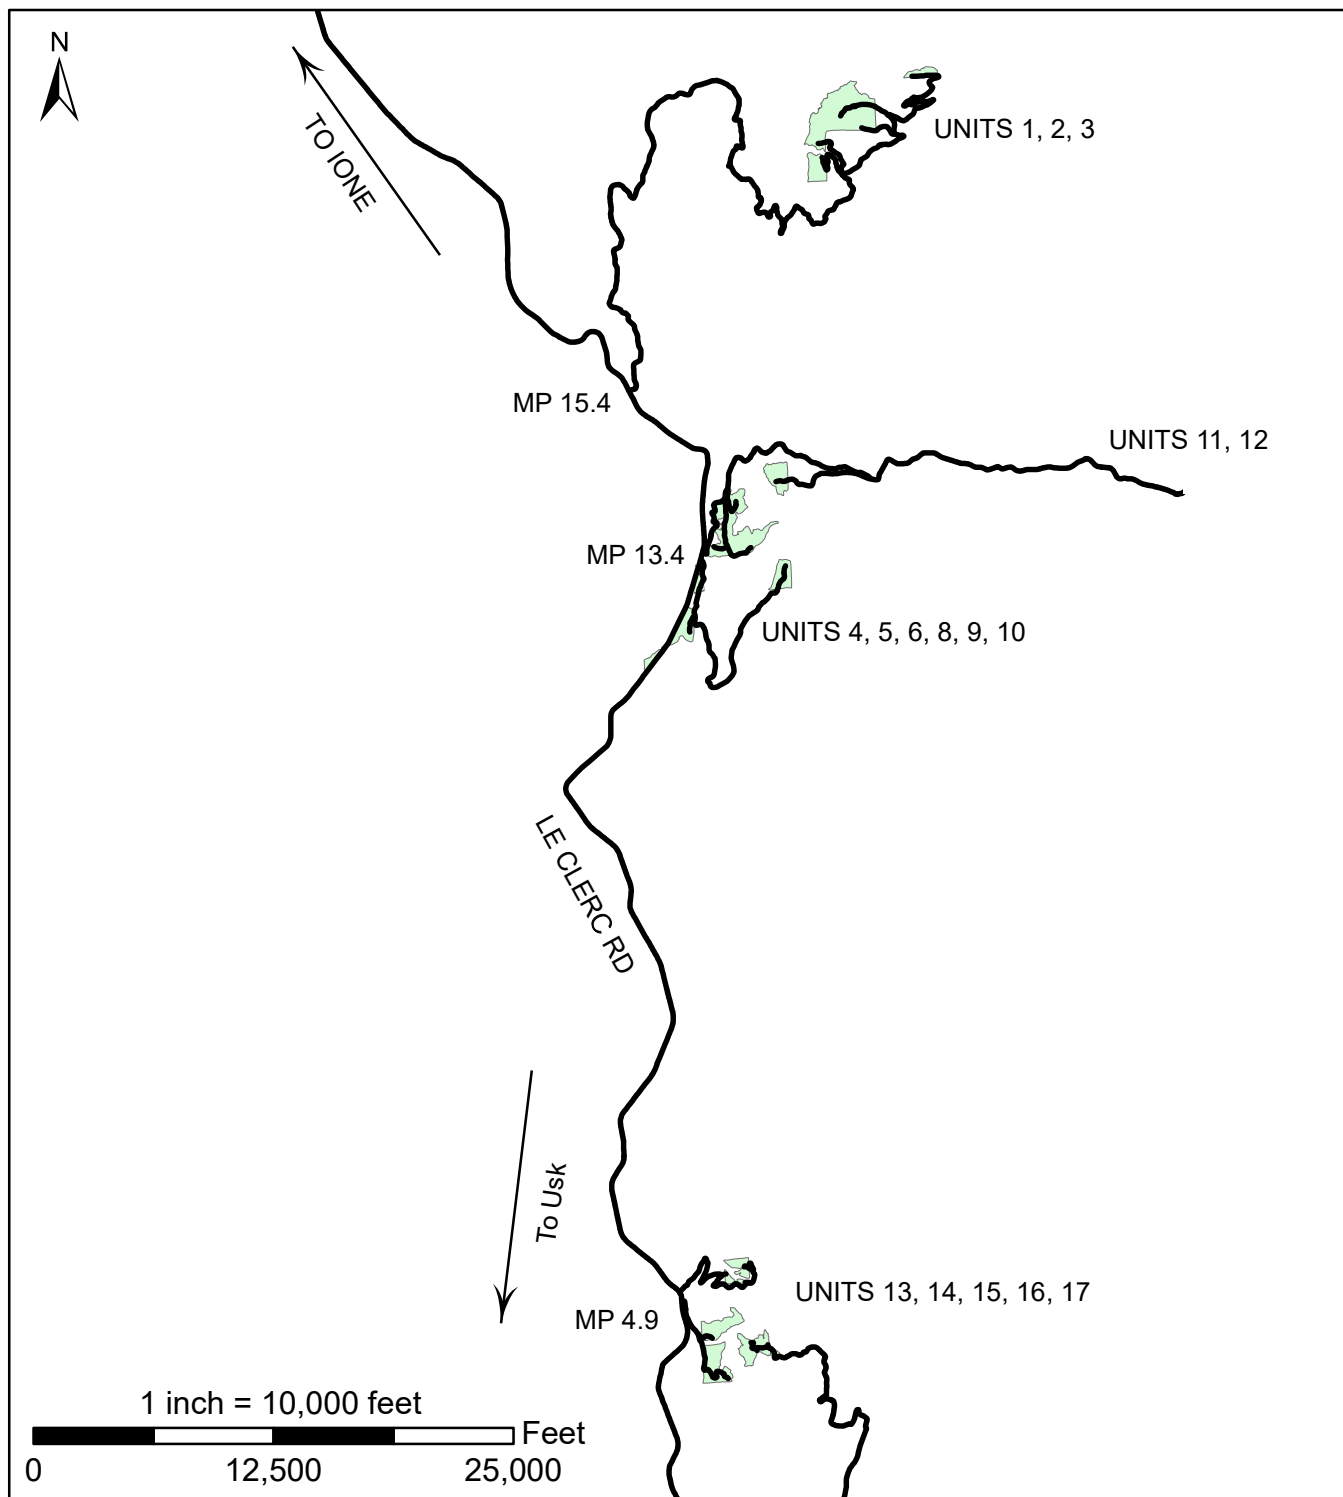 N
TO IONE
UNITS 1, 2, 3
MP 15.4
UNITS 11, 12
MP 13.4
UNITS 4, 5, 6, 8, 9, 10
LE CLERC RD
To Usk
UNITS 13, 14, 15, 16, 17
MP 4.9
1 inch = 10,000 feet
Feet
0 12,500 25,000